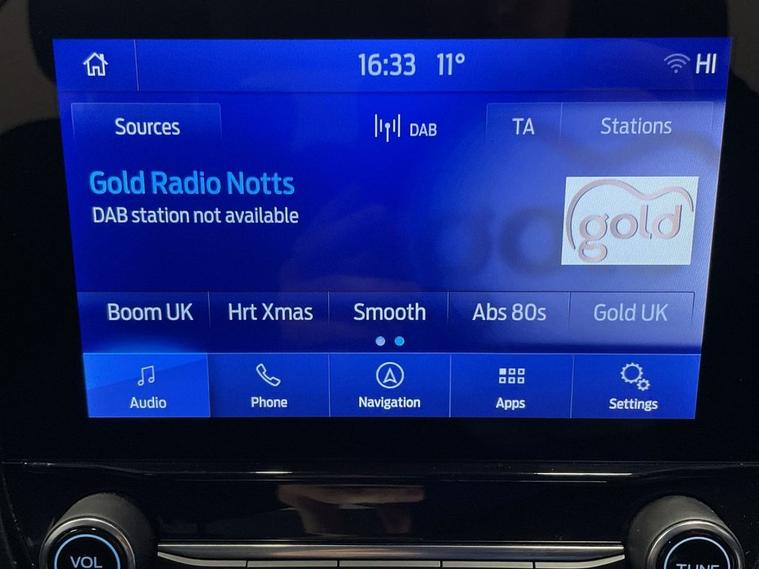 16:33 11° HI
Sources DAB TA Stations
Gold Radio Notts
DAB station not available
gold
Boom UK Hrt Xmas Smooth Abs 80s Gold UK
Audio Phone Navigation Apps Settings
VOL TUNE